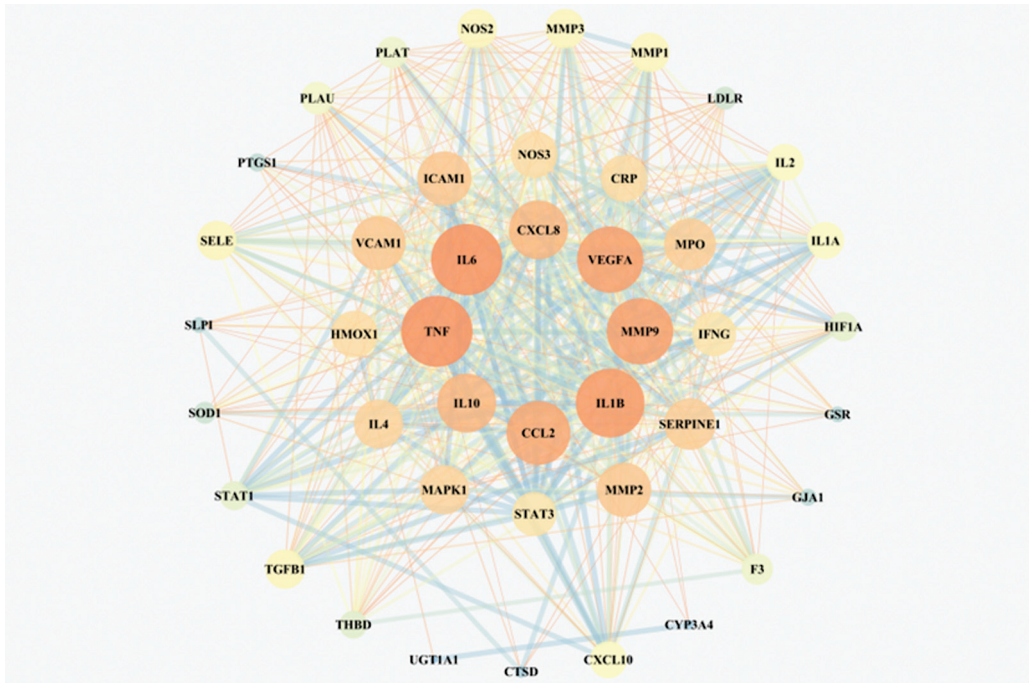 NOS2
MMP3
PLAT
MMP1
PLAU
LDLR
NOS3
PTGS1
IL2
ICAM1
CRP
CXCL8
SELE
VCAM1
MPO
IL1A
IL6
VEGFA
SLPI
TNF
MMP9
HIF1A
HMOX1
IFNG
IL10
IL1B
SOD1
GSR
IL4
CCL2
SERPINE1
STAT1
MAPK1
MMP2
GJA1
STAT3
TGFB1
F3
THBD
CYP3A4
UGT1A1
CXCL10
CTSD